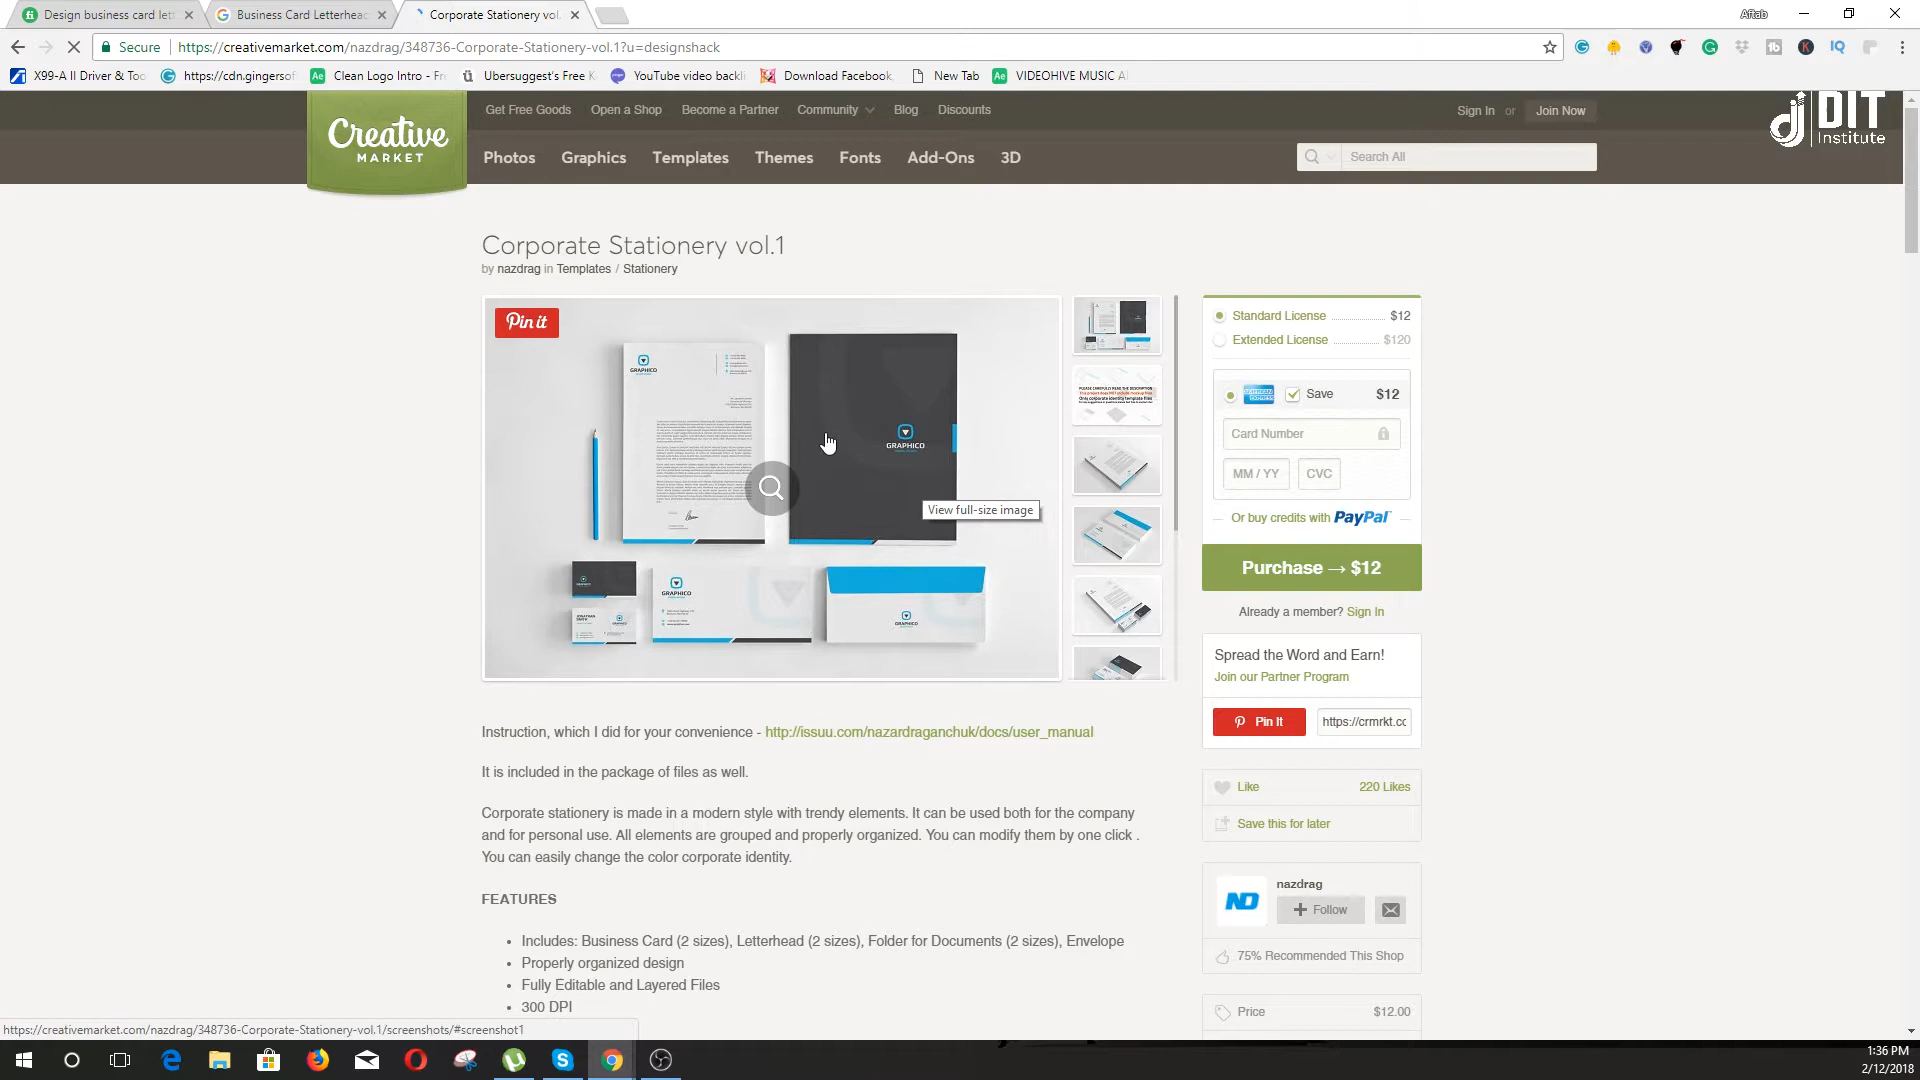 Design business card lett
Business Card Letterhead
Corporate Stationery vol.
Aftab
Secure
https://creativemarket.com/nazdrag/348736-Corporate-Stationery-vol.1?u=designshack
X99-A II Driver & Too
https://cdn.gingersof
Clean Logo Intro - Fr
Ubersuggest's Free K
YouTube video backli
Download Facebook
New Tab
VIDEOHIVE MUSIC A
Creative
MARKET
Get Free Goods
Open a Shop
Become a Partner
Community
Blog
Discounts
Sign In or
Join Now
DIT
Institute
Photos
Graphics
Templates
Themes
Fonts
Add-Ons
3D
Search All
Corporate Stationery vol.1
by nazdrag in Templates / Stationery
Pin it
GRAPHICO
GRAPHICO
View full-size image
GRAPHICO
GRAPHICO
PLEASE CAREFULLY READ THE DESCRIPTION
Standard License $12
Extended License $120
Save $12
Card Number
MM / YY
CVC
Or buy credits with PayPal
Purchase → $12
Already a member? Sign In
Spread the Word and Earn!
Join our Partner Program
Pin It
https://crmrkt.cc
Like
220 Likes
Save this for later
ND
nazdrag
+ Follow
75% Recommended This Shop
Price
$12.00
Instruction, which I did for your convenience - http://issuu.com/nazardraganchuk/docs/user_manual
It is included in the package of files as well.
Corporate stationery is made in a modern style with trendy elements. It can be used both for the company
and for personal use. All elements are grouped and properly organized. You can modify them by one click .
You can easily change the color corporate identity.
FEATURES
• Includes: Business Card (2 sizes), Letterhead (2 sizes), Folder for Documents (2 sizes), Envelope
• Properly organized design
• Fully Editable and Layered Files
• 300 DPI
https://creativemarket.com/nazdrag/348736-Corporate-Stationery-vol.1/screenshots/#screenshot1
1:36 PM
2/12/2018